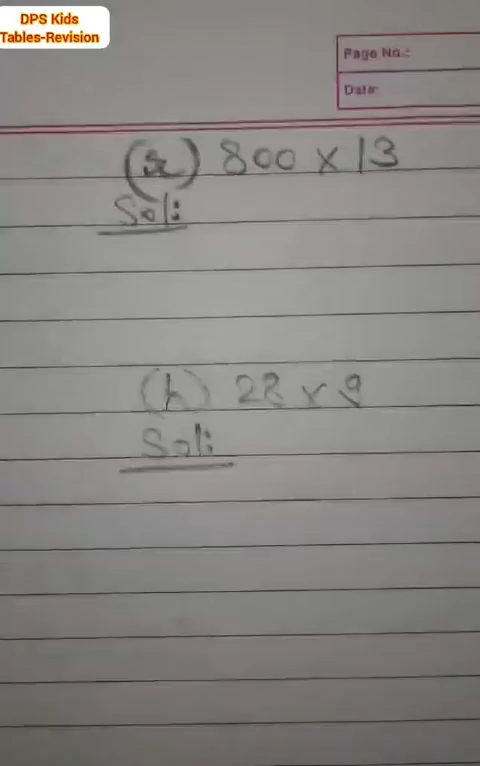 DPS Kids
Tables-Revision
Page No.:
Date:
800 x 13
Sol:
(h) 28 x 9
Sol: